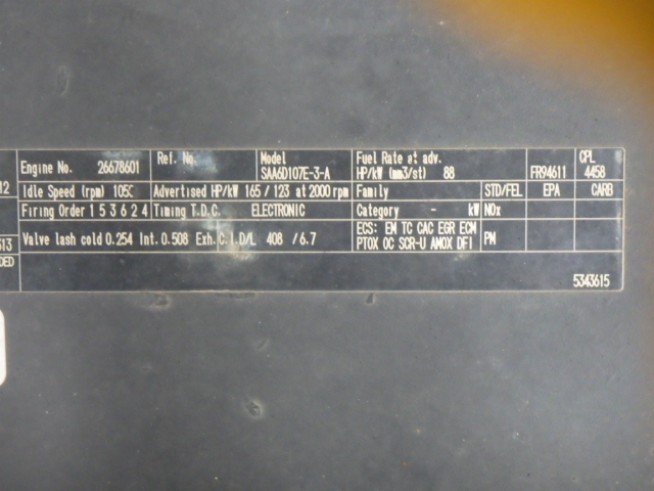 Engine No. 26678601 Rel. No. Model SAA6D107E-3-A Fuel Rate at adv. HP/kW (mm3/st) 88 FR94611 CPL 4458
12 Idle Speed (rpm) 1050 Advertised HP/kW 165 / 123 at 2000 rpm Family STD/FEL EPA CARB
Firing Order 1 5 3 6 2 4 Timing T.D.C. ELECTRONIC Category - kW NOx
313 Valve lash cold 0.254 Int. 0.508 Exh. C.I.D/L 408 / 6.7 ECS: EM TC CAC EGR ECM PTOX OC SCR-U AMOX DFI PM
DED
5343615